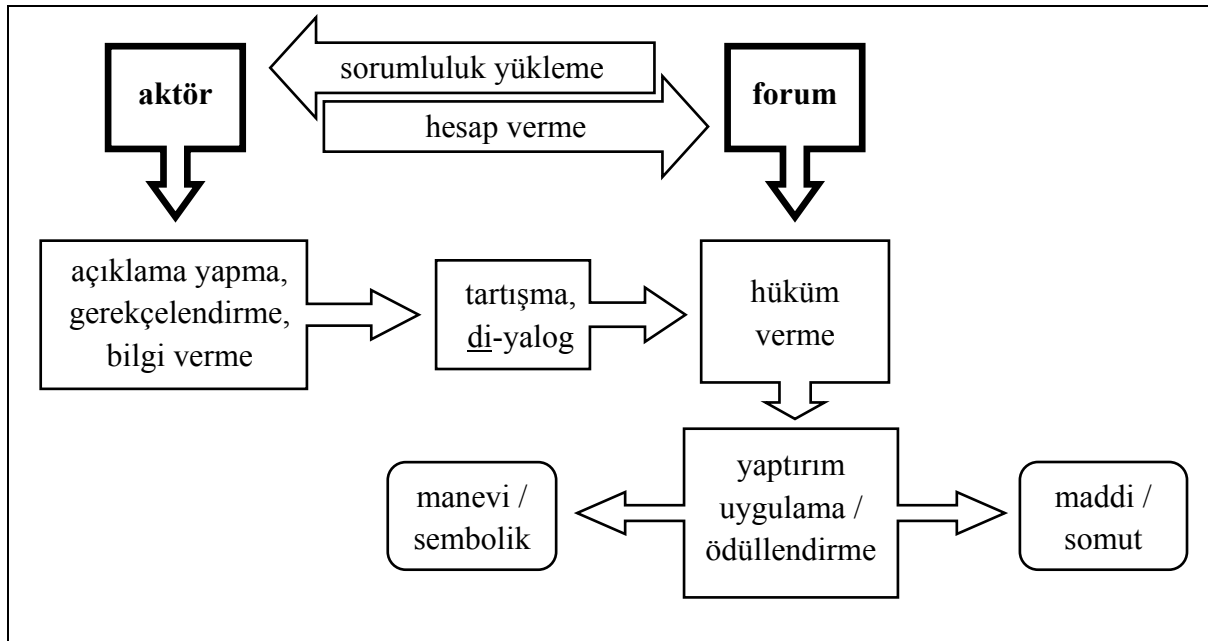 aktör
sorumluluk yükleme
hesap verme
forum
açıklama yapma,
gerekçelendirme,
bilgi verme
tartışma,
di-yalog
hüküm
verme
yaptırım
uygulama /
ödüllendirme
manevi /
sembolik
maddi /
somut